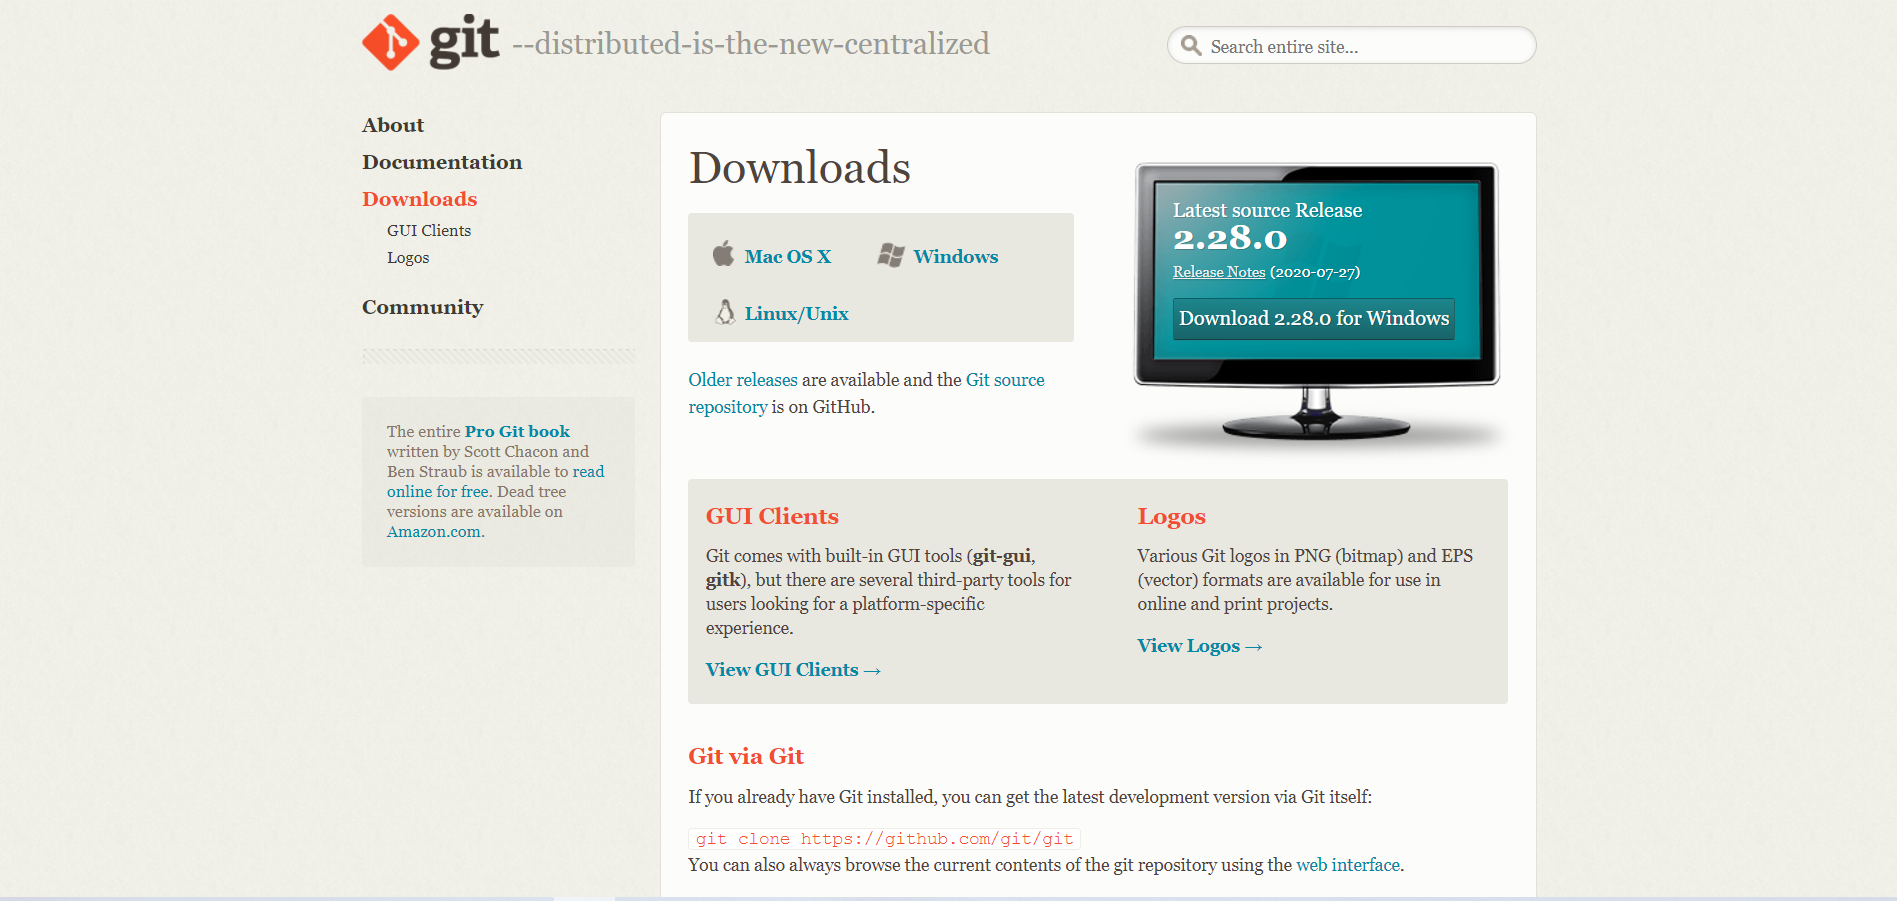 git --distributed-is-the-new-centralized
Search entire site...
About
Documentation
Downloads
GUI Clients
Logos
Community
The entire Pro Git book
written by Scott Chacon and
Ben Straub is available to read
online for free. Dead tree
versions are available on
Amazon.com.
Downloads
Mac OS X
Windows
Linux/Unix
Older releases are available and the Git source
repository is on GitHub.
Latest source Release
2.28.0
Release Notes (2020-07-27)
Download 2.28.0 for Windows
GUI Clients
Git comes with built-in GUI tools (git-gui,
gitk), but there are several third-party tools for
users looking for a platform-specific
experience.
View GUI Clients →
Logos
Various Git logos in PNG (bitmap) and EPS
(vector) formats are available for use in
online and print projects.
View Logos →
Git via Git
If you already have Git installed, you can get the latest development version via Git itself:
git clone https://github.com/git/git
You can also always browse the current contents of the git repository using the web interface.